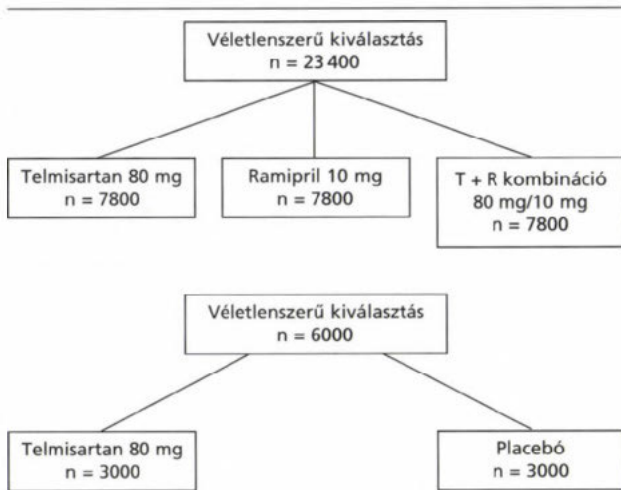 Véletlenszerű kiválasztás
n = 23 400
Telmisartan 80 mg
n = 7800
Ramipril 10 mg
n = 7800
T + R kombináció
80 mg/10 mg
n = 7800
Véletlenszerű kiválasztás
n = 6000
Telmisartan 80 mg
n = 3000
Placebó
n = 3000